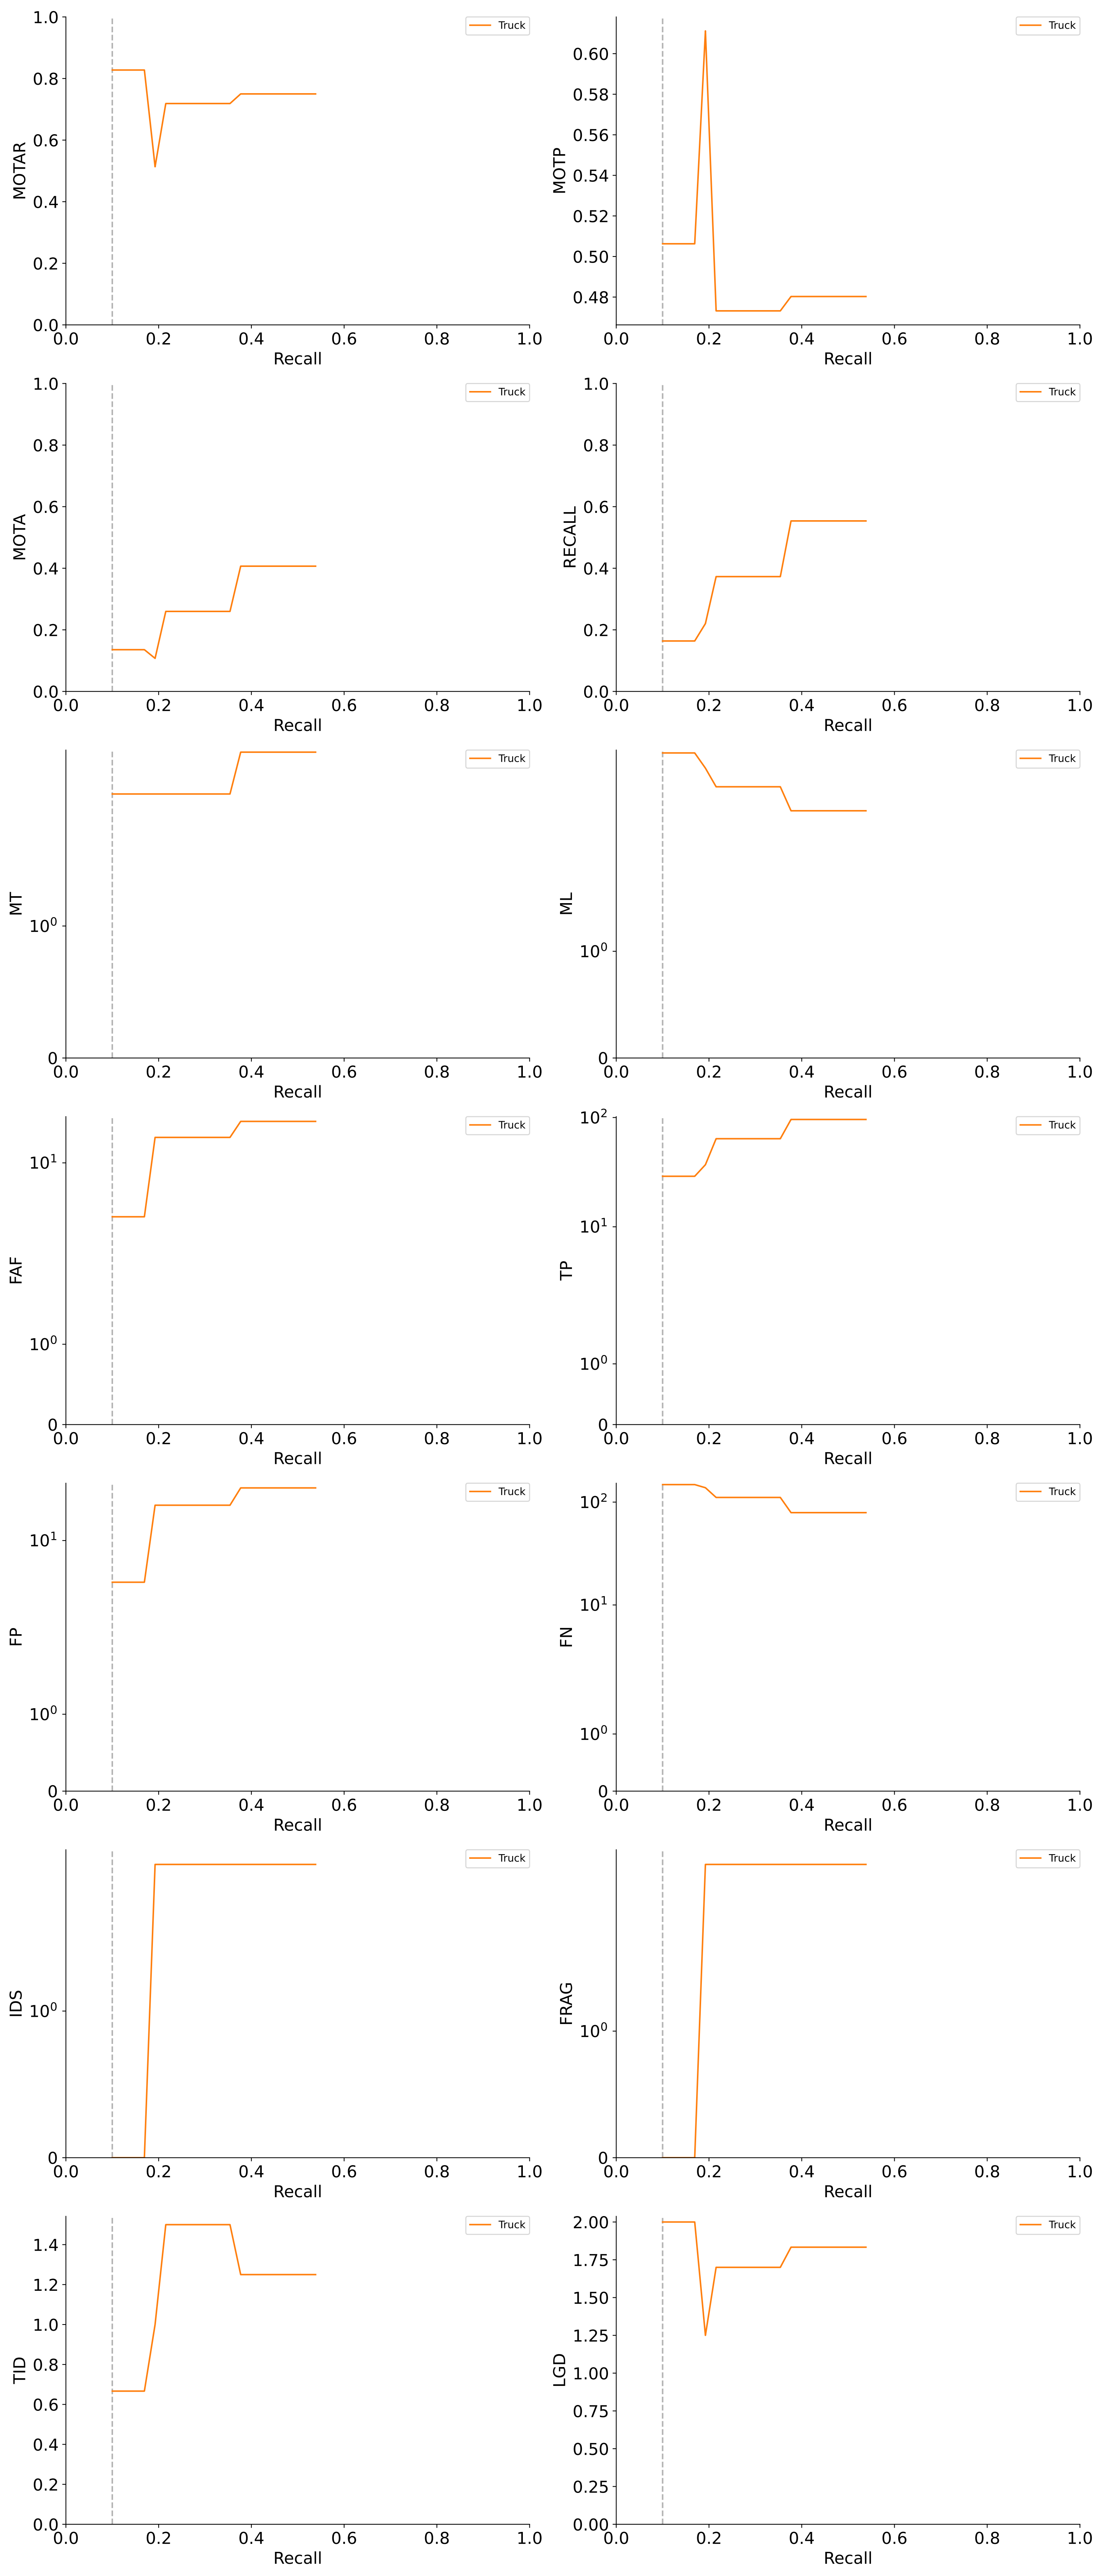 Truck
MOTAR
1.0
0.8
0.6
0.4
0.2
0.0
0.0 0.2 0.4 0.6 0.8 1.0
Recall
Truck
MOTP
0.60
0.58
0.56
0.54
0.52
0.50
0.48
0.0 0.2 0.4 0.6 0.8 1.0
Recall
Truck
MOTA
1.0
0.8
0.6
0.4
0.2
0.0
0.0 0.2 0.4 0.6 0.8 1.0
Recall
Truck
RECALL
1.0
0.8
0.6
0.4
0.2
0.0
0.0 0.2 0.4 0.6 0.8 1.0
Recall
Truck
MT
10⁰
0
0.0 0.2 0.4 0.6 0.8 1.0
Recall
Truck
ML
10⁰
0
0.0 0.2 0.4 0.6 0.8 1.0
Recall
Truck
FAF
10¹
10⁰
0
0.0 0.2 0.4 0.6 0.8 1.0
Recall
Truck
TP
10²
10¹
10⁰
0
0.0 0.2 0.4 0.6 0.8 1.0
Recall
Truck
FP
10¹
10⁰
0
0.0 0.2 0.4 0.6 0.8 1.0
Recall
Truck
FN
10²
10¹
10⁰
0
0.0 0.2 0.4 0.6 0.8 1.0
Recall
Truck
IDS
10⁰
0
0.0 0.2 0.4 0.6 0.8 1.0
Recall
Truck
FRAG
10⁰
0
0.0 0.2 0.4 0.6 0.8 1.0
Recall
Truck
TID
1.4
1.2
1.0
0.8
0.6
0.4
0.2
0.0
0.0 0.2 0.4 0.6 0.8 1.0
Recall
Truck
LGD
2.00
1.75
1.50
1.25
1.00
0.75
0.50
0.25
0.00
0.0 0.2 0.4 0.6 0.8 1.0
Recall